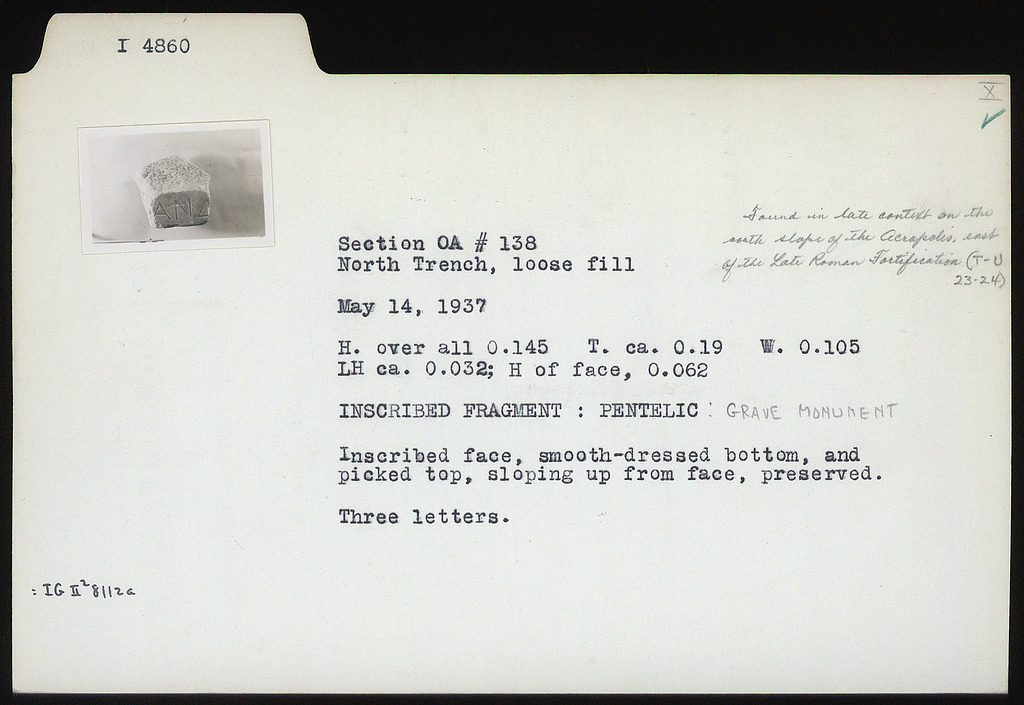 I 4860
X
ANΣ
Found in late context on the
north slope of the Acropolis, east
of the Late Roman Fortification (T-U
23-24)
Section OA # 138
North Trench, loose fill
May 14, 1937
H. over all 0.145 T. ca. 0.19 W. 0.105
LH ca. 0.032; H of face, 0.062
INSCRIBED FRAGMENT : PENTELIC : GRAVE MONUMENT
Inscribed face, smooth-dressed bottom, and
picked top, sloping up from face, preserved.
Three letters.
: IG II² 8112a